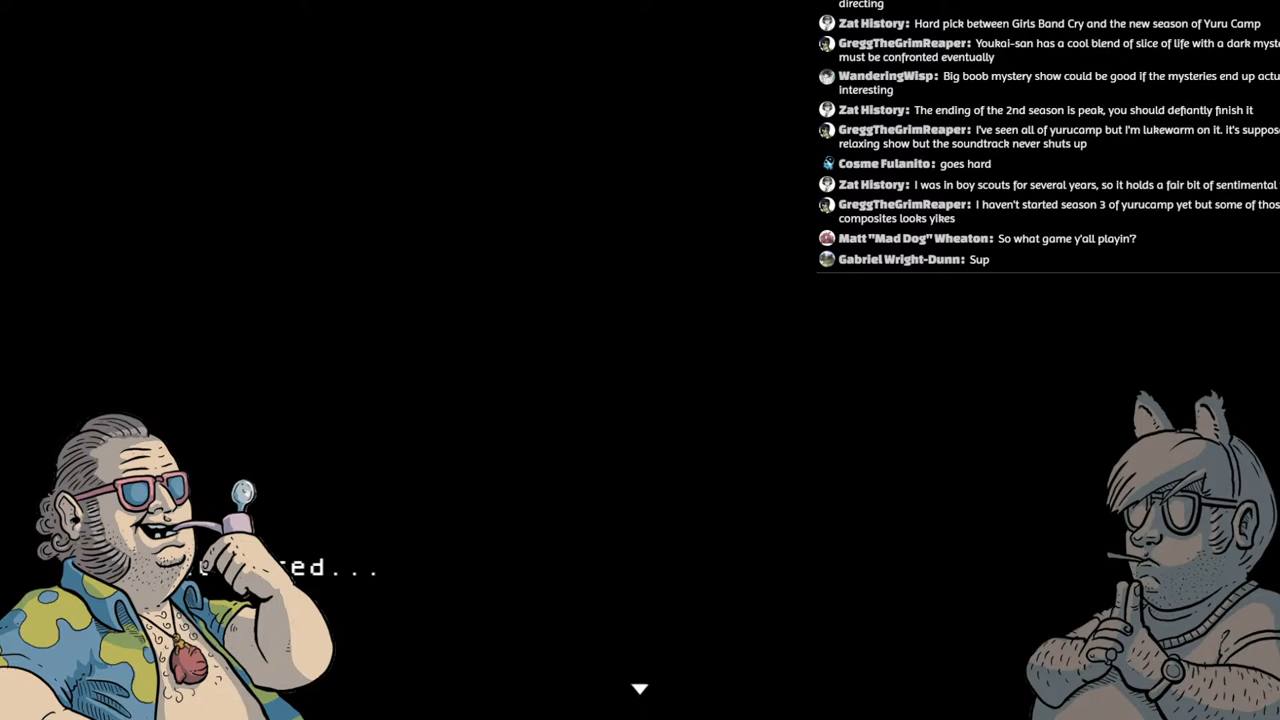 directing
Zat History: Hard pick between Girls Band Cry and the new season of Yuru Camp
GreggTheGrimReaper: Youkai-san has a cool blend of slice of life with a dark
must be confronted eventually
WanderingWisp: Big boob mystery show could be good if the mysteries end up
interesting
Zat History: The ending of the 2nd season is peak, you should defiantly finish it
GreggTheGrimReaper: I've seen all of yurucamp but I'm lukewarm on it. it's
relaxing show but the soundtrack never shuts up
Cosme Fulanito: goes hard
Zat History: I was in boy scouts for several years, so it holds a fair bit of sentimental
GreggTheGrimReaper: I haven't started season 3 of yurucamp yet but some of
composites looks yikes
Matt "Mad Dog" Wheaton: So what game y'all playin'?
Gabriel Wright-Dunn: Sup